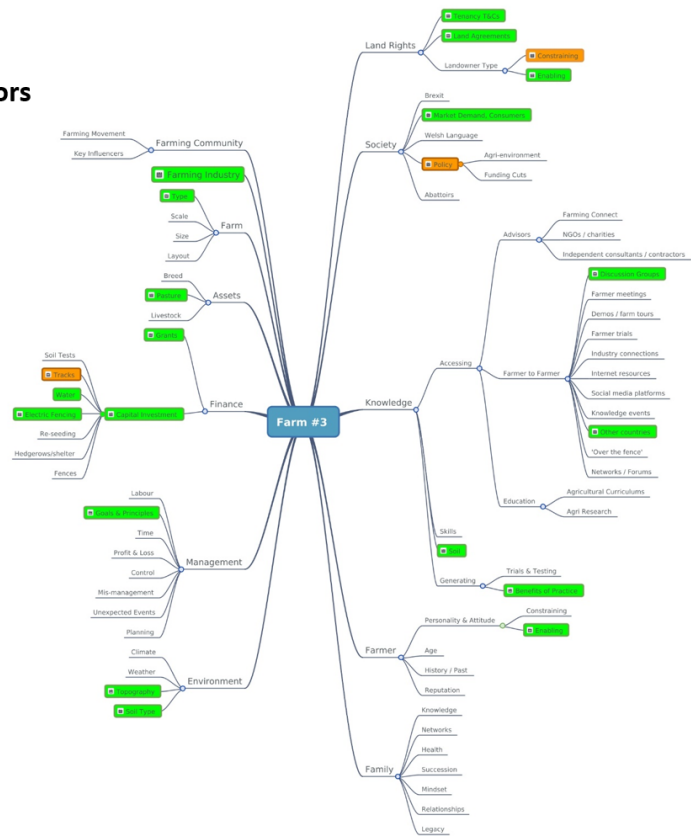 ors
Farm #3
Land Rights
Tenancy T&Cs
Land Agreements
Landowner Type
Constraining
Enabling
Society
Brexit
Market Demand, Consumers
Welsh Language
Policy
Agri-environment
Funding Cuts
Abattoirs
Knowledge
Accessing
Advisors
Farming Connect
NGOs / charities
Independent consultants / contractors
Farmer to Farmer
Discussion Groups
Farmer meetings
Demos / farm tours
Farmer trials
Industry connections
Internet resources
Social media platforms
Knowledge events
Other countries
'Over the fence'
Networks / Forums
Education
Agricultural Curriculums
Agri Research
Skills
Soil
Generating
Trials & Testing
Benefits of Practice
Farmer
Personality & Attitude
Constraining
Enabling
Age
History / Past
Reputation
Family
Knowledge
Networks
Health
Succession
Mindset
Relationships
Legacy
Farming Community
Farming Movement
Key Influencers
Farming Industry
Farm
Type
Scale
Size
Layout
Assets
Breed
Pasture
Livestock
Finance
Grants
Capital Investment
Soil Tests
Tracks
Water
Electric Fencing
Re-seeding
Hedgerows/shelter
Fences
Management
Labour
Goals & Principles
Time
Profit & Loss
Control
Mis-management
Unexpected Events
Planning
Environment
Climate
Weather
Topography
Soil Type